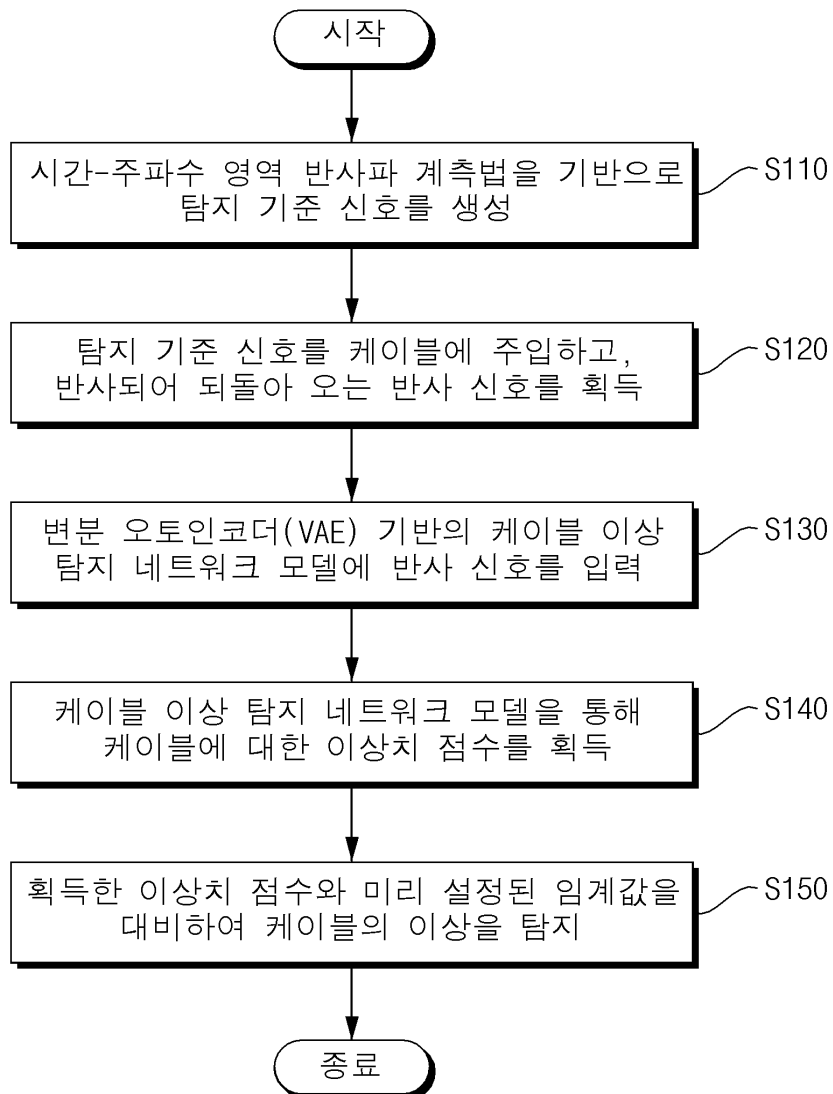 시작
시간-주파수 영역 반사파 계측법을 기반으로
탐지 기준 신호를 생성
S110
탐지 기준 신호를 케이블에 주입하고,
반사되어 되돌아 오는 반사 신호를 획득
S120
변분 오토인코더(VAE) 기반의 케이블 이상
탐지 네트워크 모델에 반사 신호를 입력
S130
케이블 이상 탐지 네트워크 모델을 통해
케이블에 대한 이상치 점수를 획득
S140
획득한 이상치 점수와 미리 설정된 임계값을
대비하여 케이블의 이상을 탐지
S150
종료